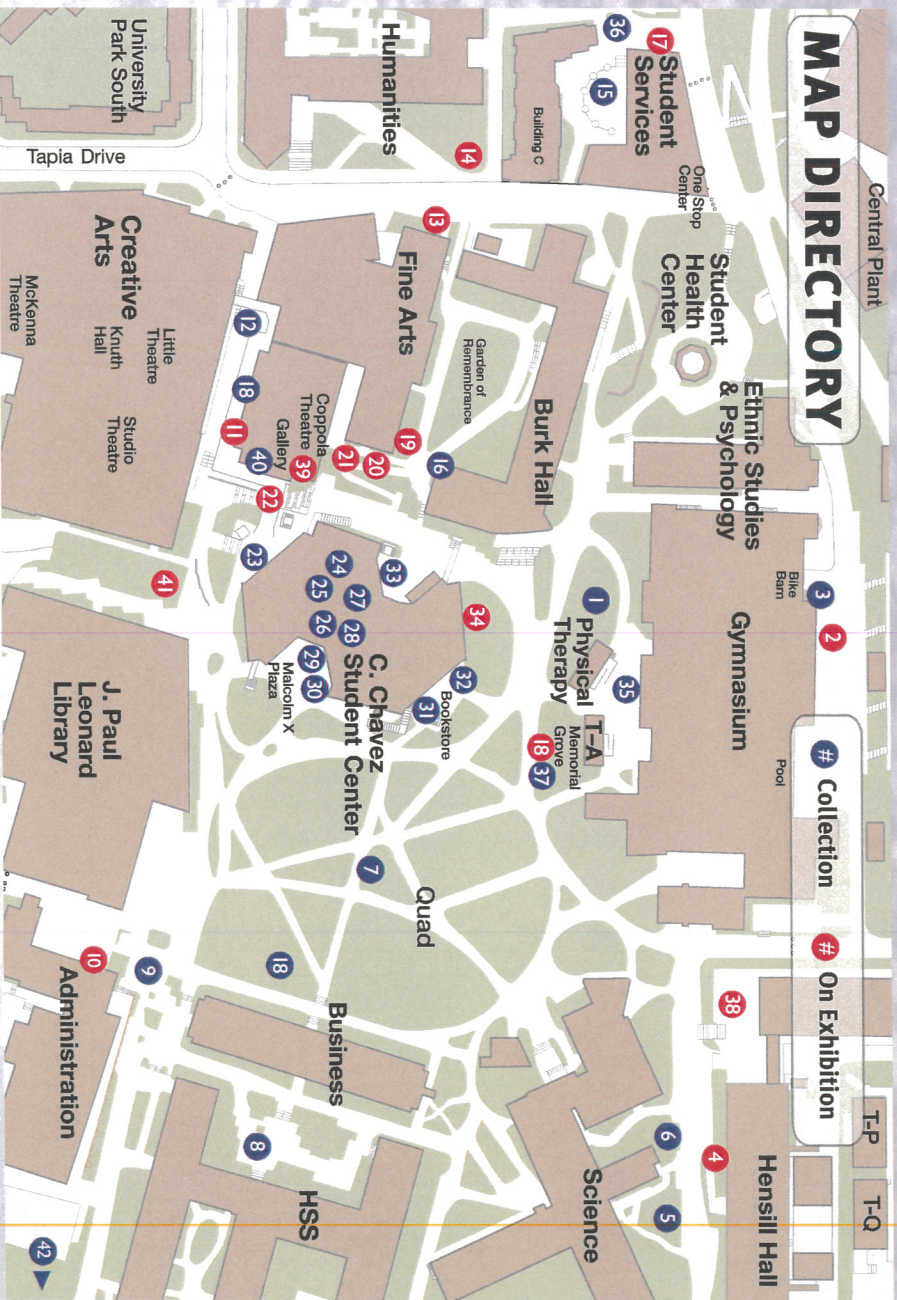 MAP DIRECTORY
# Collection
# On Exhibition
Central Plant
T-P
T-Q
36
17
Student
Services
15
Building C
One Stop
Center
Student
Health
Center
Ethnic Studies
& Psychology
Bike
Barn
3
2
Gymnasium
Pool
38
Hensill Hall
4
6
5
Science
Humanities
14
13
Fine Arts
Garden of
Remembrance
Burk Hall
16
19
20
21
Coppola
Theatre
Gallery
39
40
22
11
18
12
1
Physical
Therapy
35
T-A
Memorial
Grove
18
37
34
33
32
Bookstore
31
24
27
25
26
28
29
30
C. Chavez
Student Center
Malcolm X
Plaza
23
Quad
7
18
Business
8
HSS
University
Park South
Tapia Drive
Creative
Arts
McKenna
Theatre
Knuth
Hall
Little
Theatre
Studio
Theatre
41
J. Paul
Leonard
Library
10
9
Administration
42